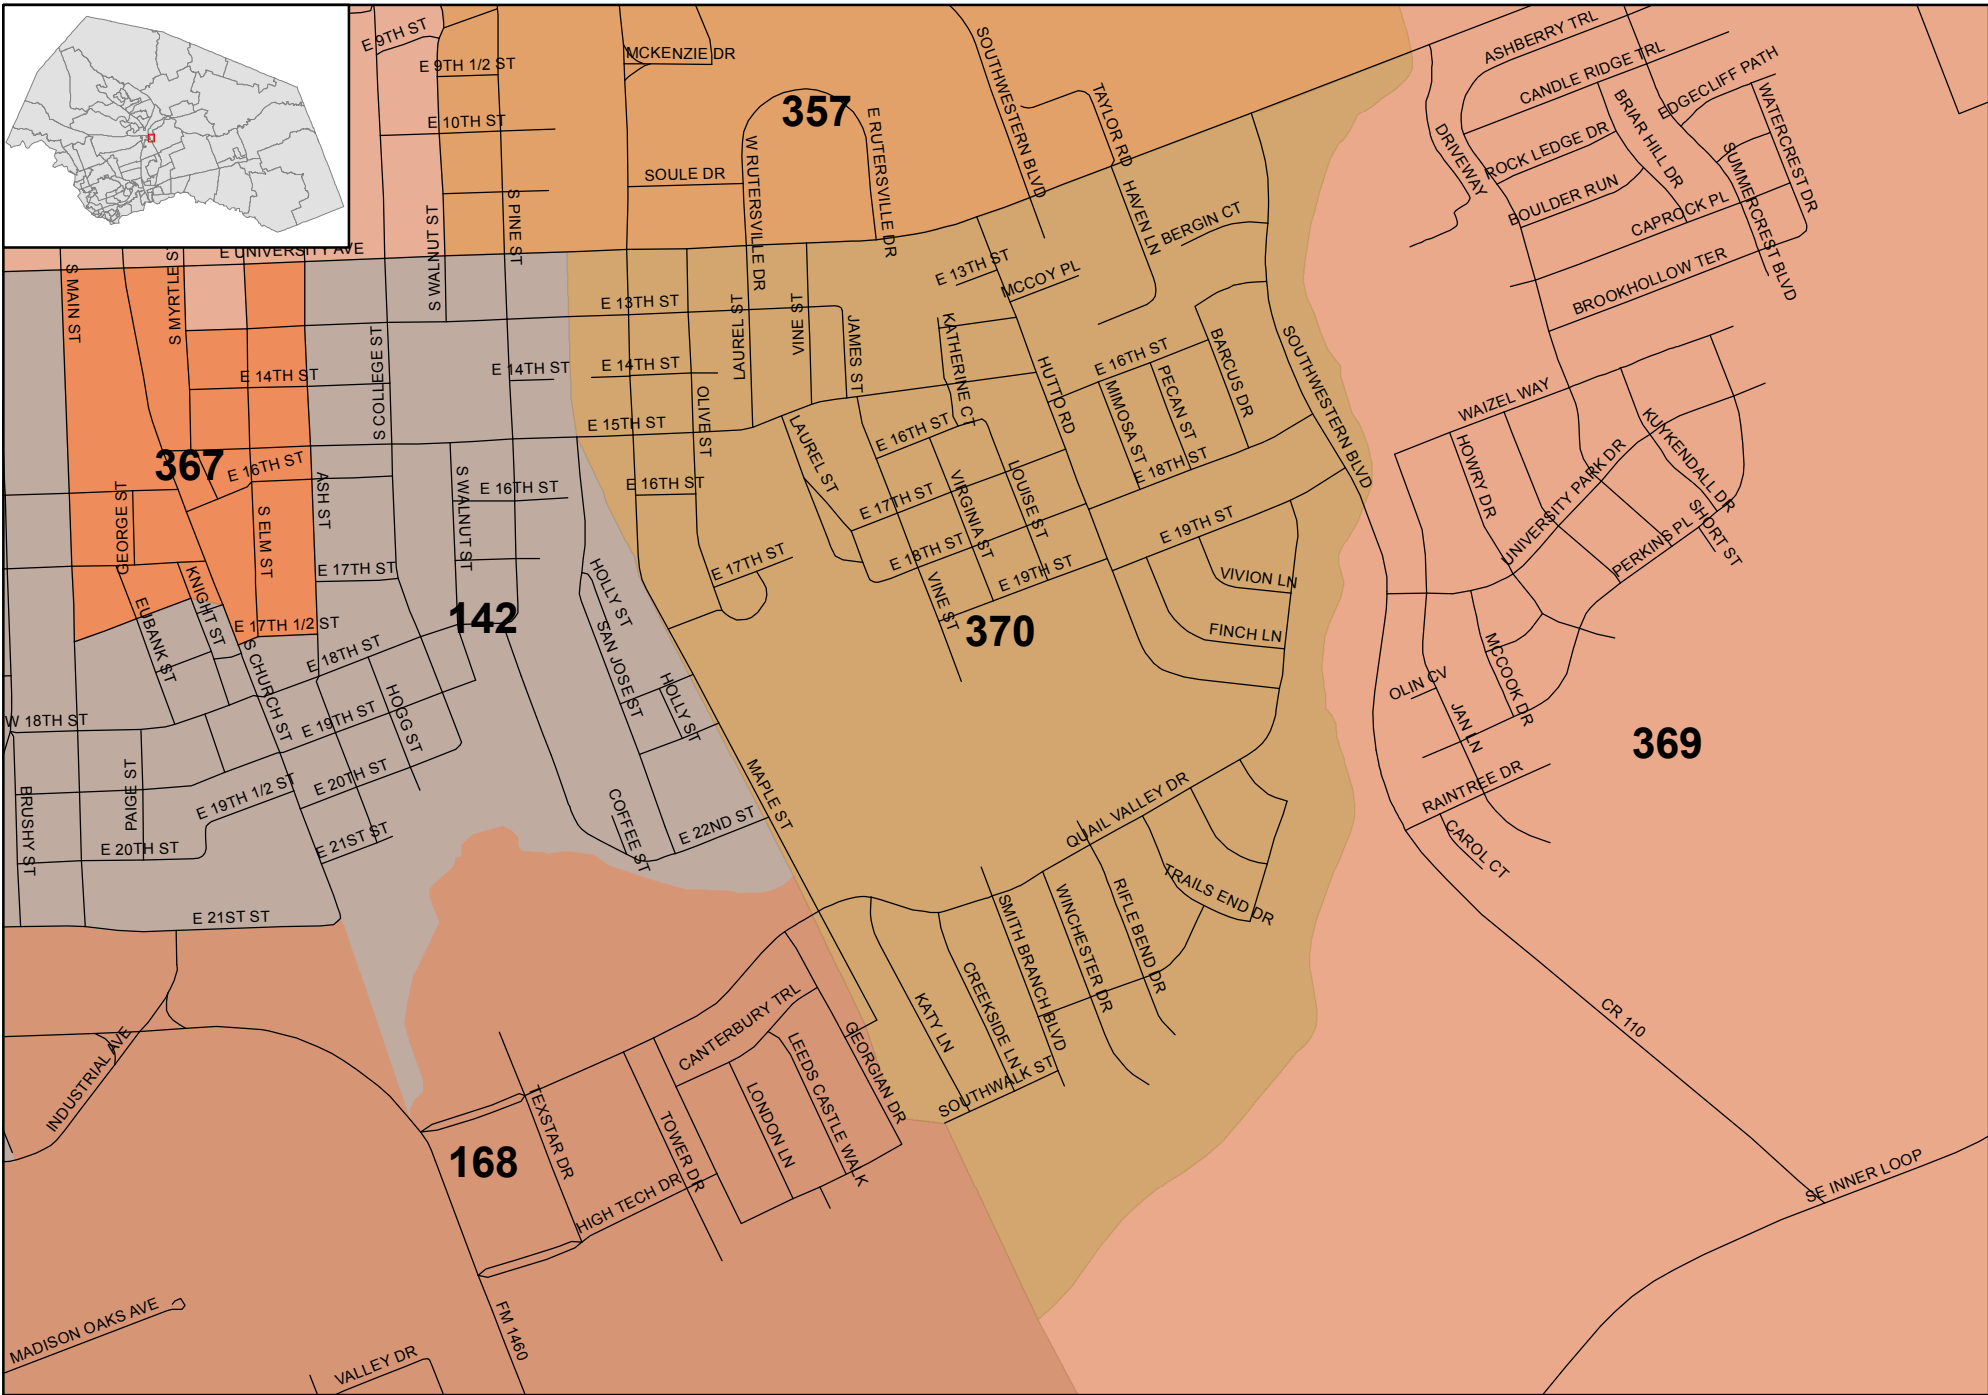 E 9TH ST
E 9TH 1/2 ST
MCKENZIE DR
SOUTHWESTERN BLVD
ASHBERRY TRL
CANDLE RIDGE TRL
EDGECLIFF PATH
E 10TH ST
357
TAYLOR RD
BRIAR HILL DR
WATERCREST DR
DRIVEWAY
ROCK LEDGE DR
W RUTERSVILLE DR
E RUTERSVILLE DR
SOULE DR
SUMMERCREST BLVD
BOULDER RUN
CAPROCK PL
S WALNUT ST
S PINE ST
HAVEN LN
BERGIN CT
E UNIVERSITY AVE
S MAIN ST
S MYRTLE S
E 13TH ST
MCCOY PL
BROOKHOLLOW TER
E 13TH ST
LAUREL ST
VINE ST
JAMES ST
KATHERINE CT
S COLLEGE ST
E 14TH ST
E 14TH ST
E 14TH ST
HUTTO RD
E 16TH ST
BARCUS DR
SOUTHWESTERN BLVD
MIMOSA ST
PECAN ST
WAIZEL WAY
OLIVE ST
E 15TH ST
LAUREL ST
E 16TH ST
KUYKENDALL DR
367
E 16TH ST
GEORGE ST
ASH ST
S WALNUT ST
E 16TH ST
E 16TH ST
VIRGINIA ST
LOUISE ST
E 18TH ST
HOWRY DR
UNIVERSITY PARK DR
SHORT ST
S ELM ST
E 17TH ST
E 19TH ST
PERKINS PL
E 17TH ST
KNIGHT ST
E 17TH ST
E 18TH ST
HOLLY ST
E 19TH ST
VIVION LN
EUBANK ST
E 17TH 1/2 ST
142
SAN JOSE ST
VINE ST
370
FINCH LN
E 18TH ST
S CHURCH ST
HOLLY ST
MCCOOK DR
OLIN CV
W 18TH ST
E 19TH ST
HOGG ST
JAN LN
369
PAIGE ST
E 20TH ST
E 19TH 1/2 ST
MAPLE ST
BRUSHY ST
COFFEE ST
E 22ND ST
QUAIL VALLEY DR
RAINTREE DR
CAROL CT
E 20TH ST
E 21ST ST
TRAILS END DR
E 21ST ST
SMITH BRANCH BLVD
WINCHESTER DR
RIFLE BEND DR
KATY LN
CREEKSIDE LN
CR 110
CANTERBURY TRL
GEORGIAN DR
INDUSTRIAL AVE
LEEDS CASTLE WALK
SOUTHWALK ST
LONDON LN
TEXSTAR DR
TOWER DR
168
HIGH TECH DR
SE INNER LOOP
MADISON OAKS AVE
FM 1460
VALLEY DR